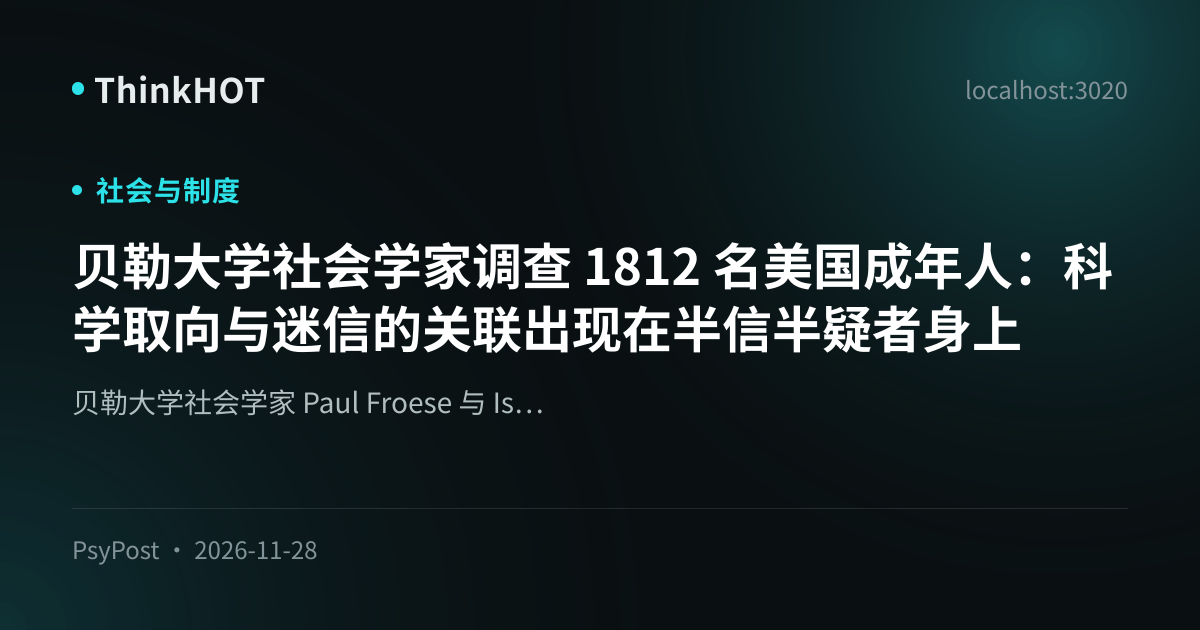 ThinkHOT
localhost:3020
社会与制度
贝勒大学社会学家调查 1812 名美国成年人：科
学取向与迷信的关联出现在半信半疑者身上
贝勒大学社会学家 Paul Froese 与 Is…
PsyPost · 2026-11-28